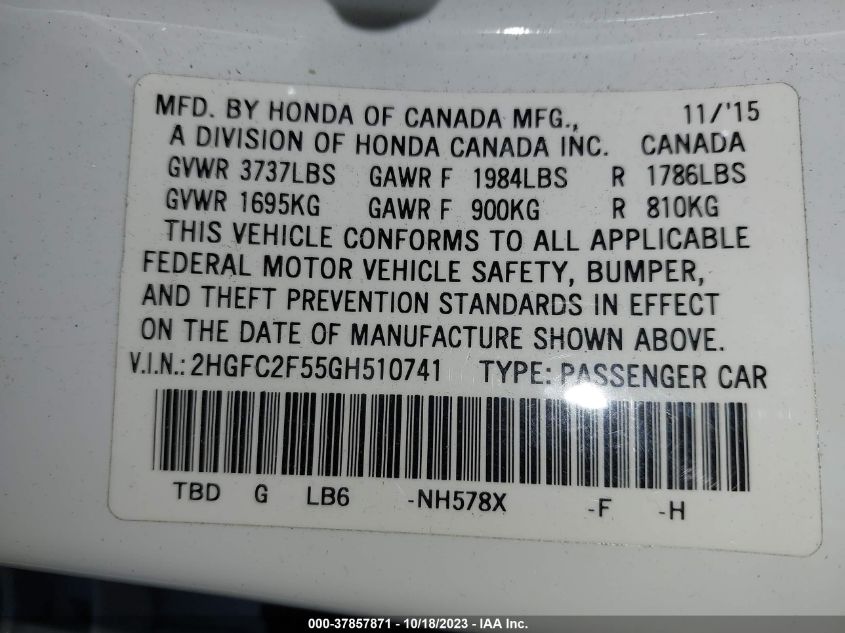 MFD. BY HONDA OF CANADA MFG., 11/'15
A DIVISION OF HONDA CANADA INC. CANADA
GVWR 3737LBS GAWR F 1984LBS R 1786LBS
GVWR 1695KG GAWR F 900KG R 810KG
THIS VEHICLE CONFORMS TO ALL APPLICABLE
FEDERAL MOTOR VEHICLE SAFETY, BUMPER,
AND THEFT PREVENTION STANDARDS IN EFFECT
ON THE DATE OF MANUFACTURE SHOWN ABOVE.
V.I.N.: 2HGFC2F55GH510741 TYPE: PASSENGER CAR
TBD G LB6 -NH578X -F -H
000-37857871 - 10/18/2023 - IAA Inc.